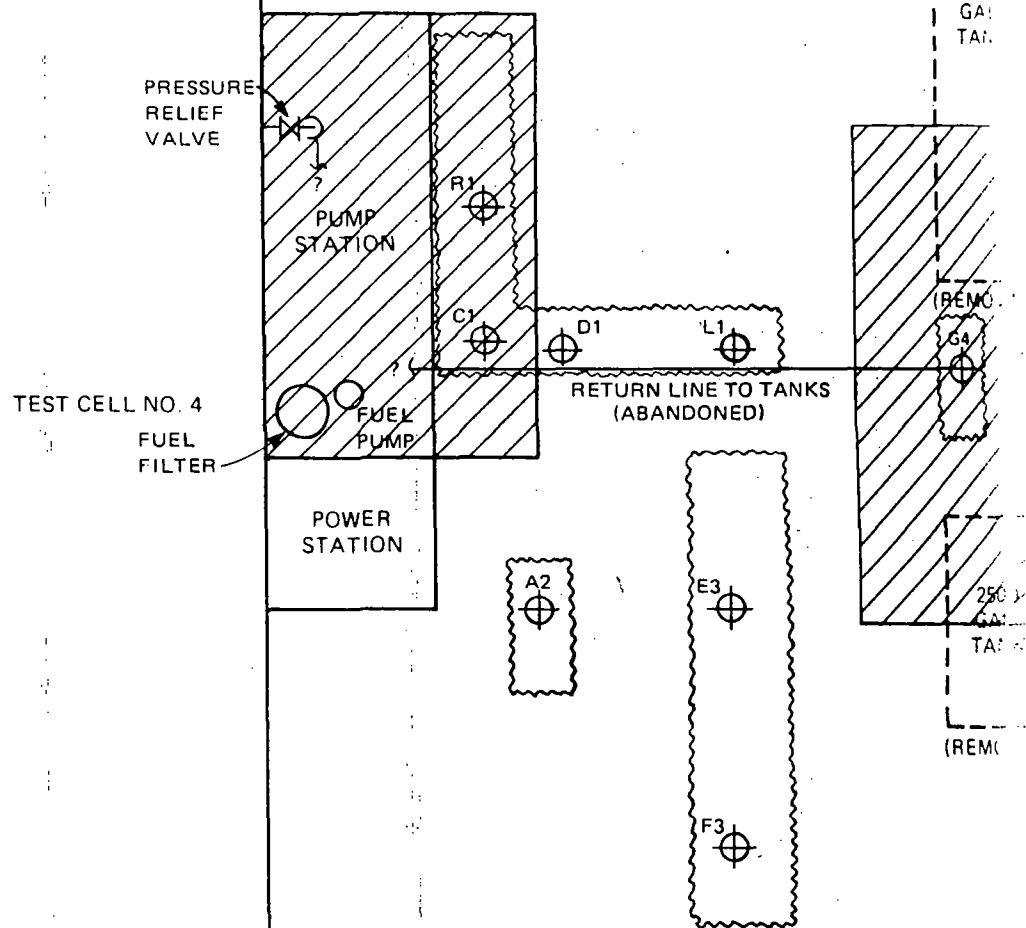 PRESSURE
RELIEF
VALVE
?
PUMP
STATION
R1
C1
D1
L1
G4
?
RETURN LINE TO TANKS
(ABANDONED)
TEST CELL NO. 4
FUEL
FILTER
FUEL
PUMP
POWER
STATION
A2
E3
F3